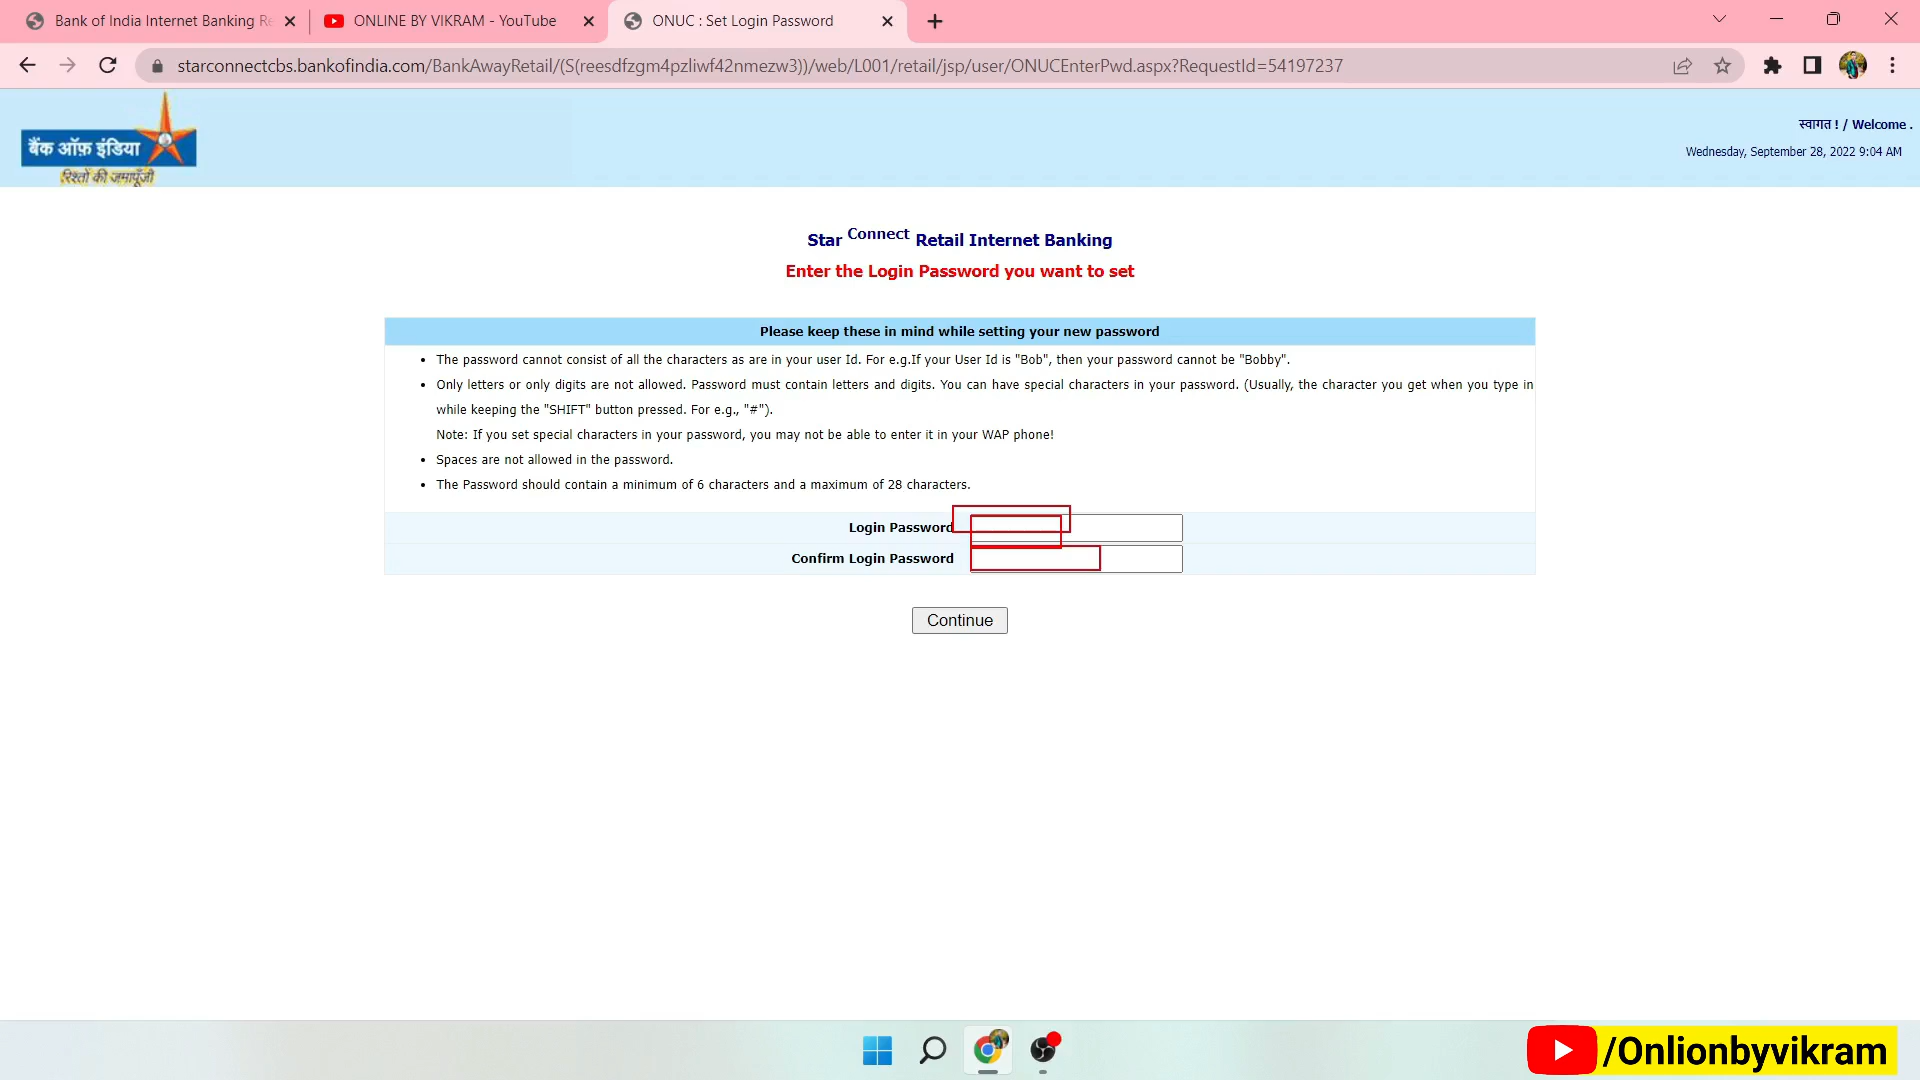 Bank of India Internet Banking Re
ONLINE BY VIKRAM - YouTube
ONUC : Set Login Password
starconnectcbs.bankofindia.com/BankAwayRetail/(S(reesdfzgm4pzliwf42nmezw3))/web/L001/retail/jsp/user/ONUCEnterPwd.aspx?RequestId=54197237
बैंक ऑफ़ इंडिया
रिश्तों की जमापूँजी
स्वागत ! / Welcome .
Wednesday, September 28, 2022 9:04 AM
Star Connect Retail Internet Banking
Enter the Login Password you want to set
Please keep these in mind while setting your new password
• The password cannot consist of all the characters as are in your user Id. For e.g.If your User Id is "Bob", then your password cannot be "Bobby".
• Only letters or only digits are not allowed. Password must contain letters and digits. You can have special characters in your password. (Usually, the character you get when you type in
while keeping the "SHIFT" button pressed. For e.g., "#").
Note: If you set special characters in your password, you may not be able to enter it in your WAP phone!
• Spaces are not allowed in the password.
• The Password should contain a minimum of 6 characters and a maximum of 28 characters.
Login Password
Confirm Login Password
Continue
/Onlionbyvikram